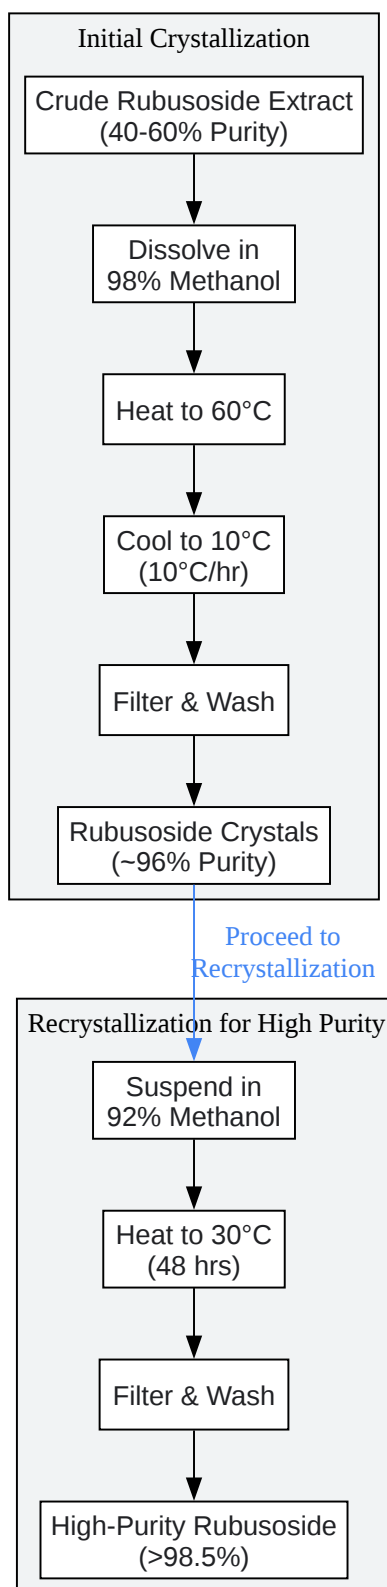 Initial Crystallization
Crude Rubusoside Extract
(40-60% Purity)
Dissolve in
98% Methanol
Heat to 60°C
Cool to 10°C
(10°C/hr)
Filter & Wash
Rubusoside Crystals
(~96% Purity)
Proceed to
Recrystallization
Recrystallization for High Purity
Suspend in
92% Methanol
Heat to 30°C
(48 hrs)
Filter & Wash
High-Purity Rubusoside
(>98.5%)